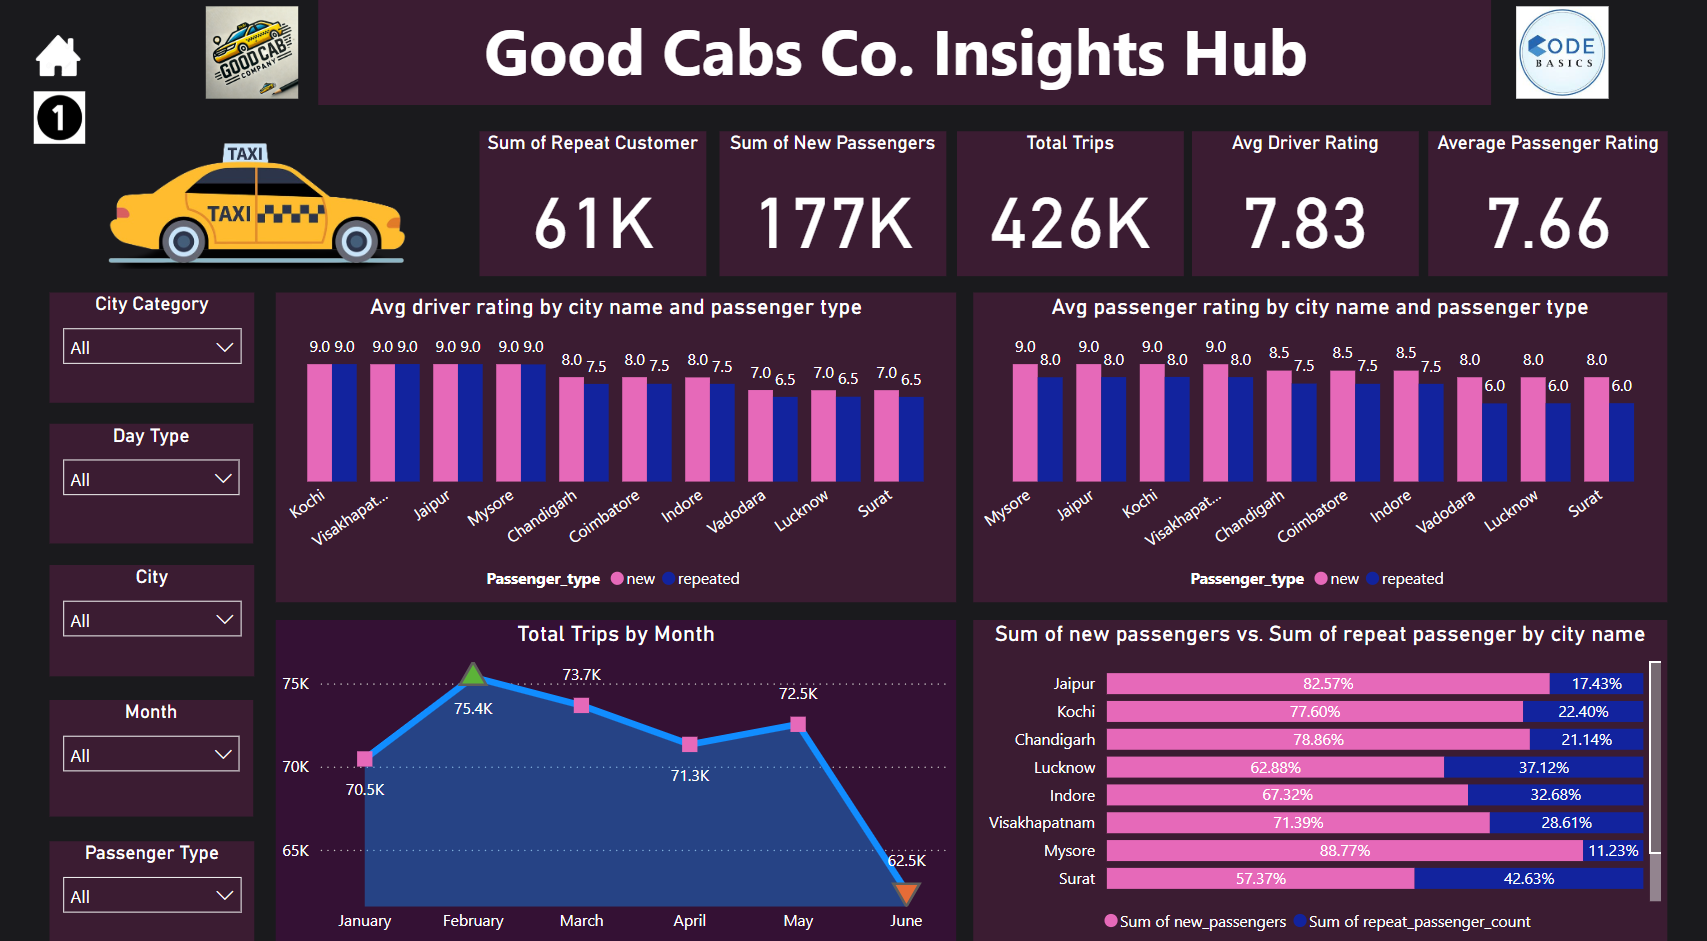 GOOD CAB
COMPANY
Good Cabs Co. Insights Hub
CODE
BASICS
1
TAXI
TAXI
Sum of Repeat Customer
61K
Sum of New Passengers
177K
Total Trips
426K
Avg Driver Rating
7.83
Average Passenger Rating
7.66
City Category
All
Day Type
All
City
All
Month
All
Passenger Type
All
Avg driver rating by city name and passenger type
9.0 9.0 9.0 9.0 9.0 9.0 9.0 9.0 8.0 7.5 8.0 7.5 8.0 7.5 7.0 6.5 7.0 6.5 7.0 6.5
Kochi Visakhapat... Jaipur Mysore Chandigarh Coimbatore Indore Vadodara Lucknow Surat
Passenger_type new repeated
Avg passenger rating by city name and passenger type
9.0 8.0 9.0 8.0 9.0 8.0 9.0 8.0 8.5 7.5 8.5 7.5 8.5 7.5 8.0 6.0 8.0 6.0 8.0 6.0
Mysore Jaipur Kochi Visakhapat... Chandigarh Coimbatore Indore Vadodara Lucknow Surat
Passenger_type new repeated
Total Trips by Month
75K
70K
65K
70.5K
75.4K
73.7K
71.3K
72.5K
62.5K
January February March April May June
Sum of new passengers vs. Sum of repeat passenger by city name
Jaipur 82.57% 17.43%
Kochi 77.60% 22.40%
Chandigarh 78.86% 21.14%
Lucknow 62.88% 37.12%
Indore 67.32% 32.68%
Visakhapatnam 71.39% 28.61%
Mysore 88.77% 11.23%
Surat 57.37% 42.63%
Sum of new_passengers Sum of repeat_passenger_count